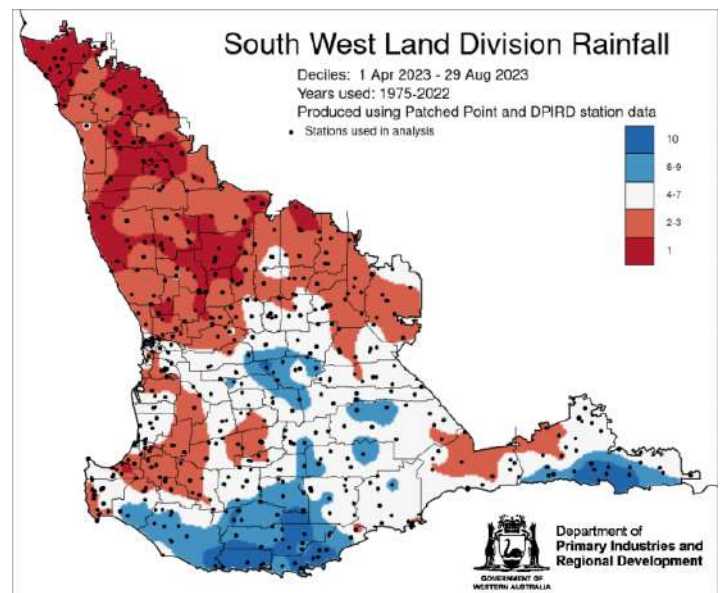 South West Land Division Rainfall
Deciles: 1 Apr 2023 - 29 Aug 2023
Years used: 1975-2022
Produced using Patched Point and DPIRD station data
Stations used in analysis
10
8-9
4-7
2-3
1
Department of
Primary Industries and
Regional Development
GOVERNMENT OF
WESTERN AUSTRALIA